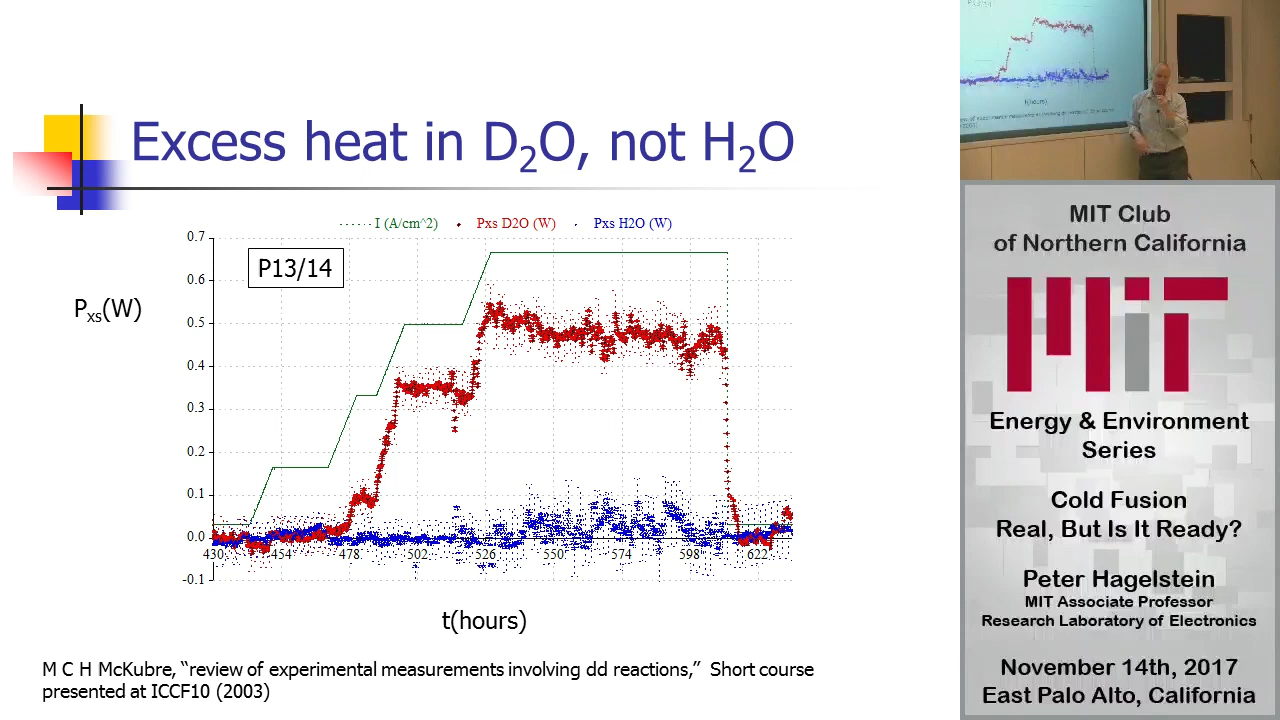 Excess heat in D2O, not H2O
I (A/cm^2) Pxs D2O (W) Pxs H2O (W)
P13/14
Pxs(W)
0.7
0.6
0.5
0.4
0.3
0.2
0.1
0.0
-0.1
430 454 478 502 526 550 574 598 622
t(hours)
M C H McKubre, “review of experimental measurements involving dd reactions,” Short course
presented at ICCF10 (2003)
t(hours)
MIT Club
of Northern California
MIT
Energy & Environment
Series
Cold Fusion
Real, But Is It Ready?
Peter Hagelstein
MIT Associate Professor
Research Laboratory of Electronics
November 14th, 2017
East Palo Alto, California